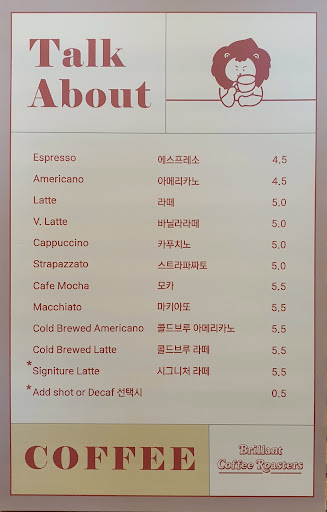 Talk
About
Espresso 에스프레소 4.5
Americano 아메리카노 4.5
Latte 라떼 5.0
V. Latte 바닐라라떼 5.0
Cappuccino 카푸치노 5.0
Strapazzato 스트라파짜토 5.0
Cafe Mocha 모카 5.5
Macchiato 마키아또 5.5
Cold Brewed Americano 콜드브루 아메리카노 5.5
Cold Brewed Latte 콜드브루 라떼 5.5
*Signiture Latte 시그니처 라떼 5.5
*Add shot or Decaf 선택시 0.5
COFFEE
Brillant
Coffee Roasters